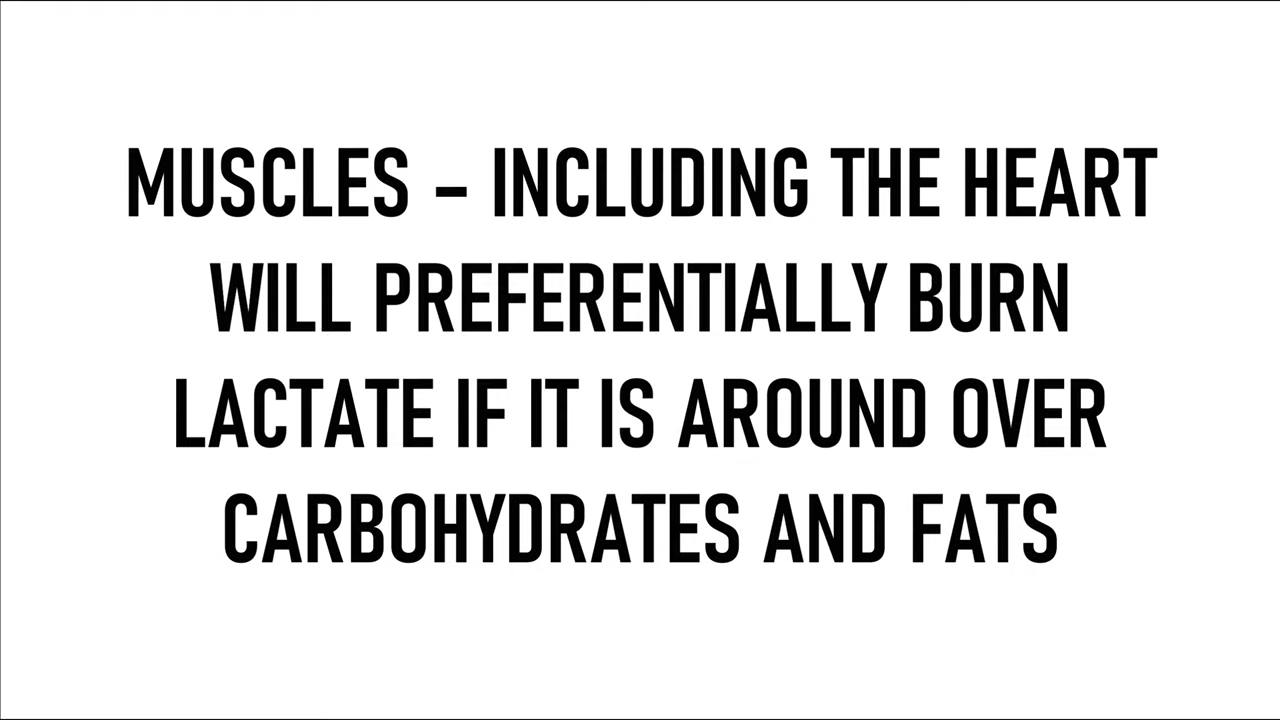 MUSCLES – INCLUDING THE HEART
WILL PREFERENTIALLY BURN
LACTATE IF IT IS AROUND OVER
CARBOHYDRATES AND FATS